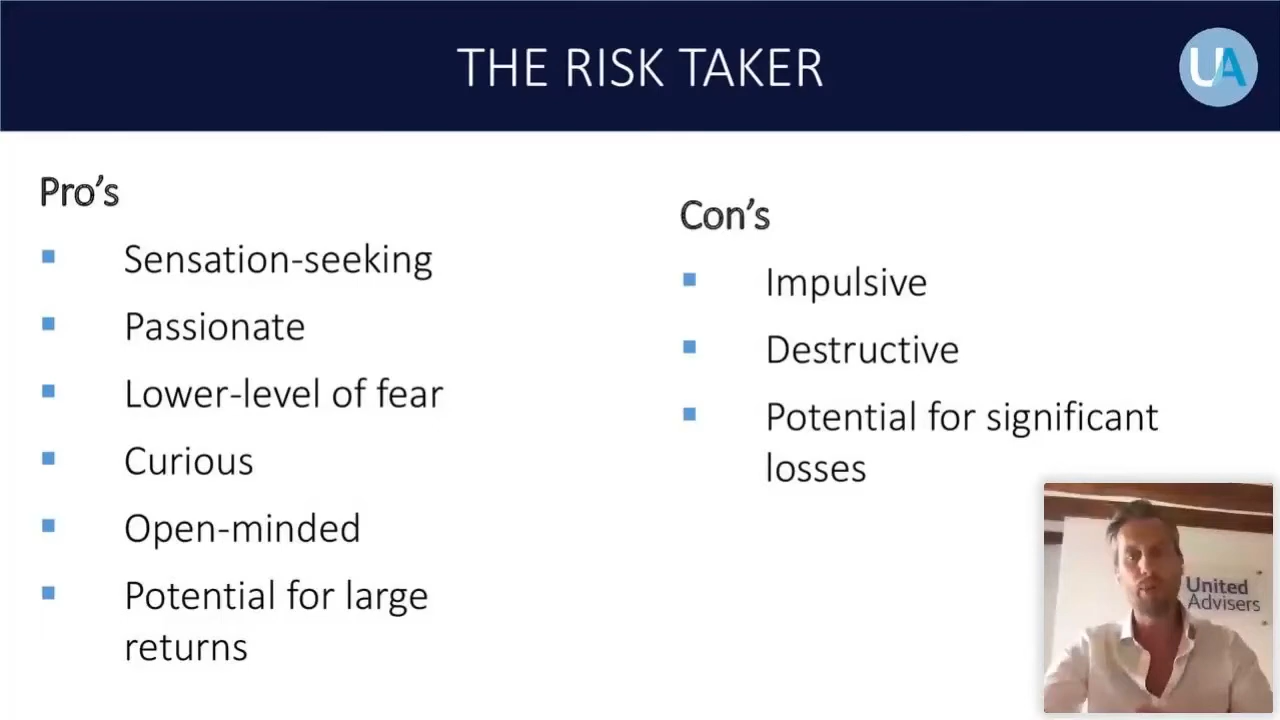 THE RISK TAKER
UA
Pro’s
Sensation-seeking
Passionate
Lower-level of fear
Curious
Open-minded
Potential for large
returns
Con’s
Impulsive
Destructive
Potential for significant
losses
United
Advisers